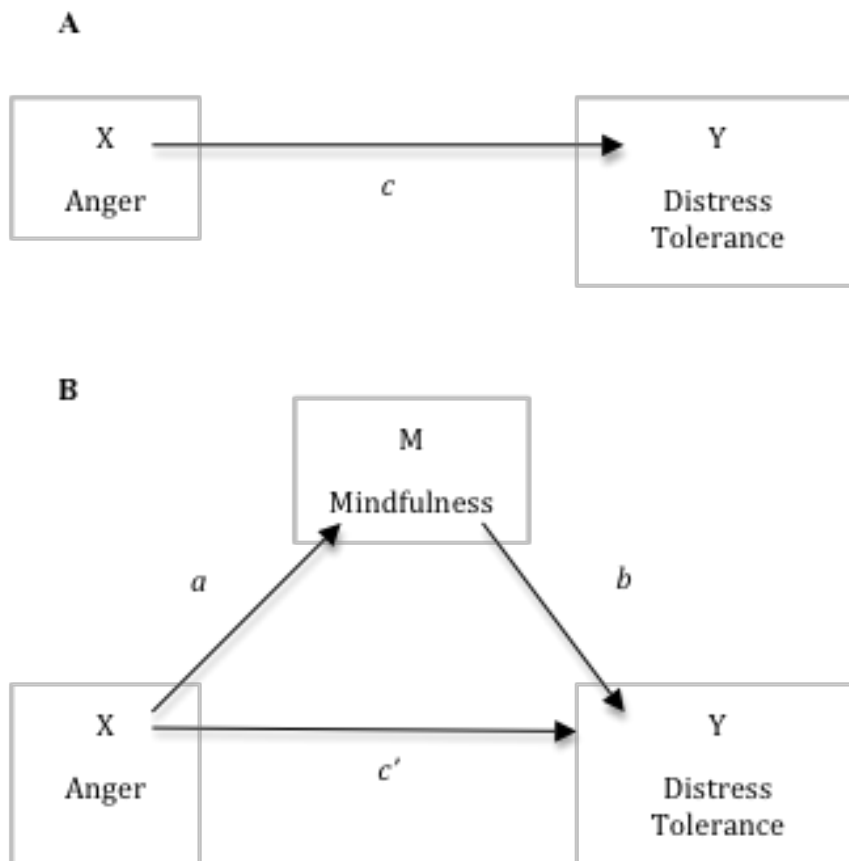 A
X
Y
c
Anger
Distress
Tolerance
B
M
Mindfulness
a
b
X
Y
c′
Anger
Distress
Tolerance